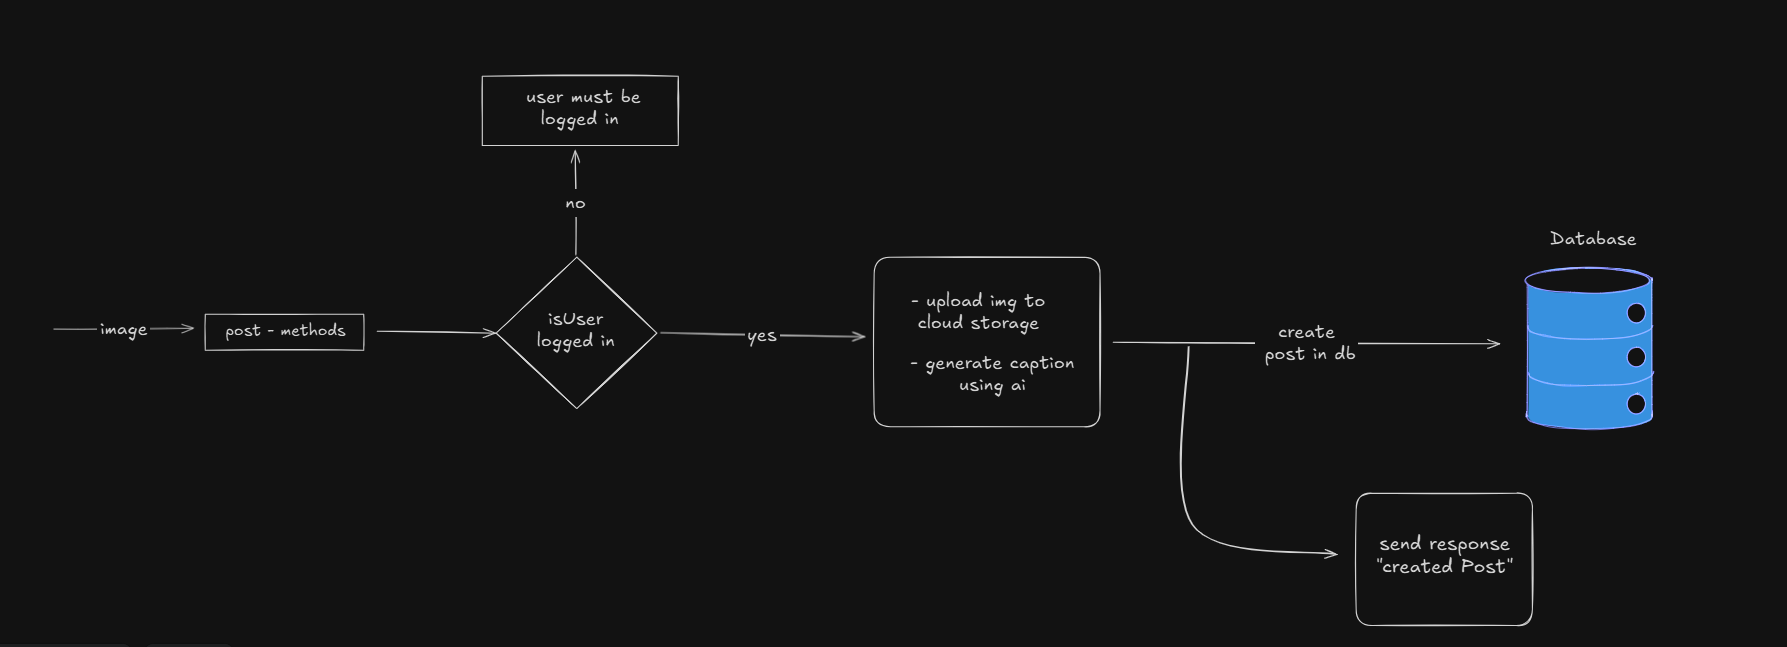 user must be
logged in
no
image
post - methods
isUser
logged in
yes
- upload img to
cloud storage
- generate caption
using ai
create
post in db
Database
send response
"created Post"